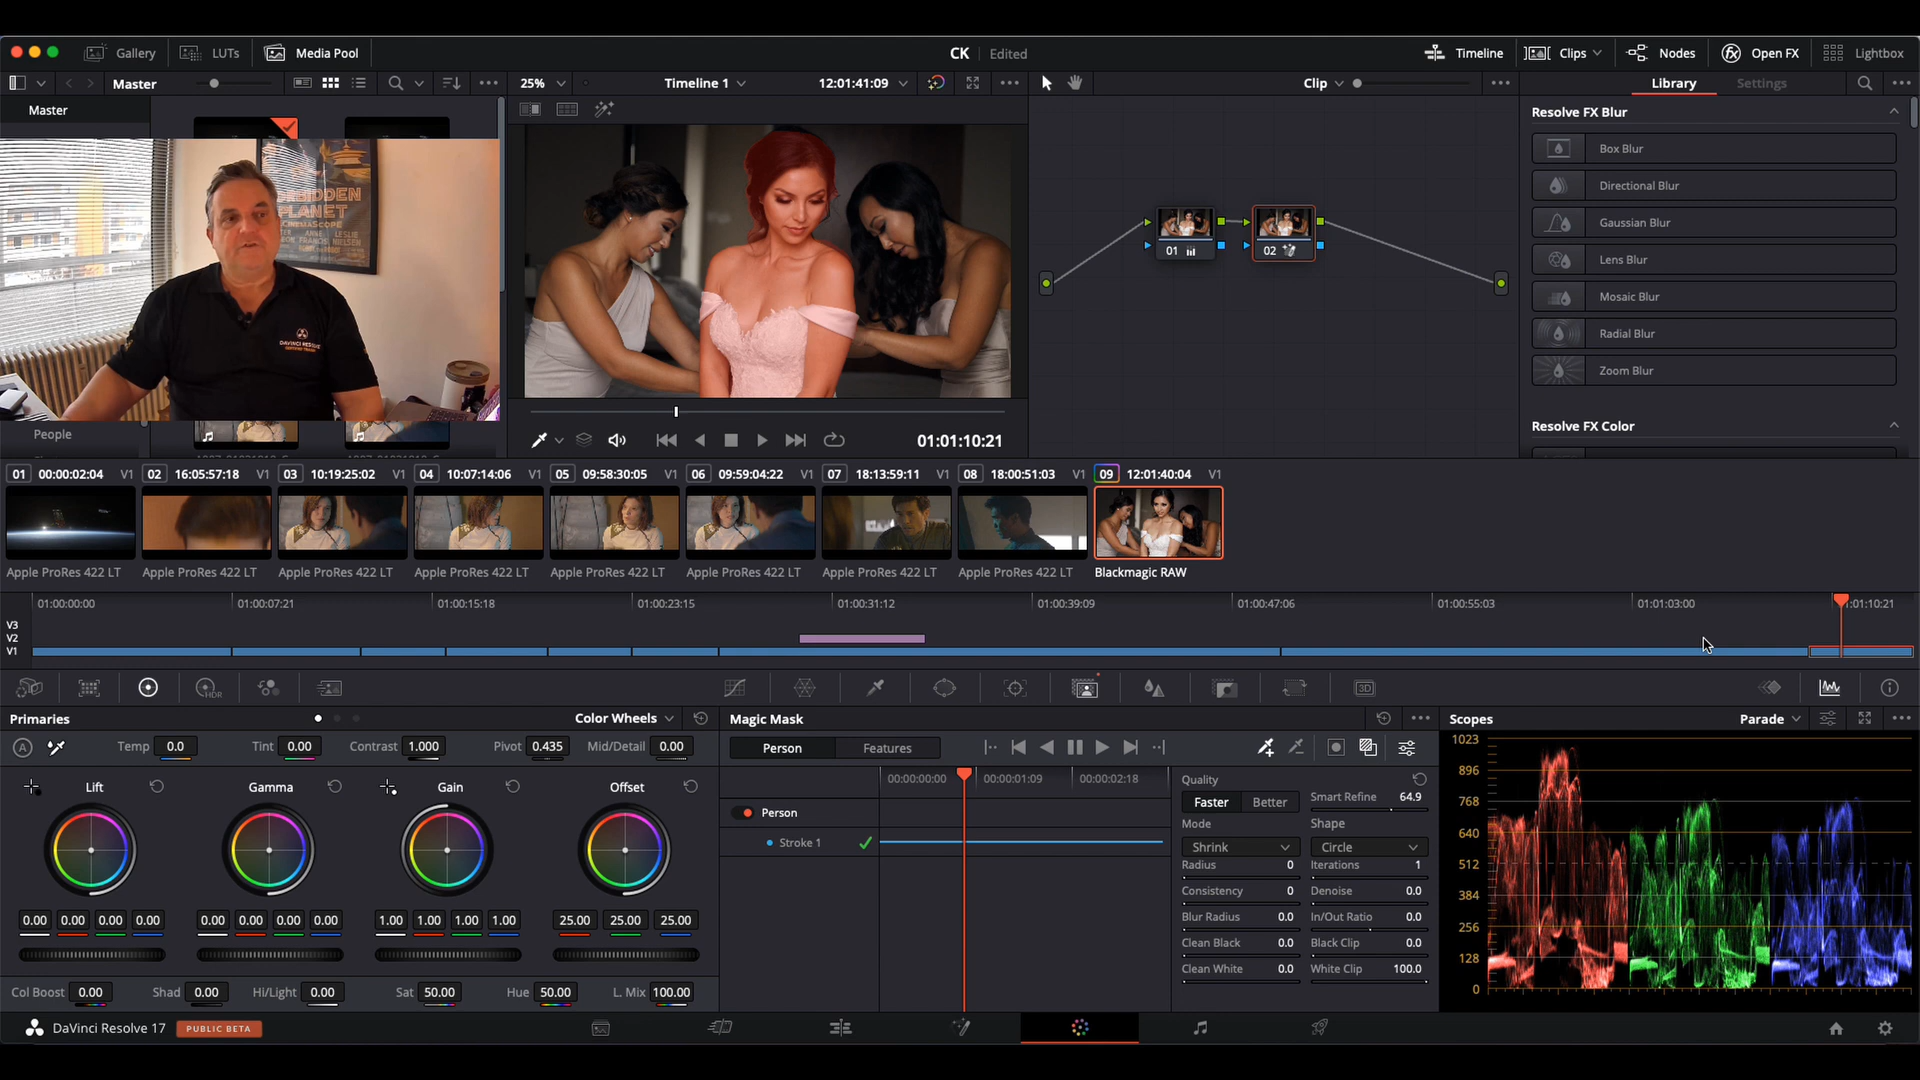 Gallery LUTs Media Pool CK Edited Timeline Clips Nodes Open FX Lightbox
Master 25% Timeline 1 12:01:41:09 Clip Library Settings
Master
Resolve FX Blur
Box Blur
Directional Blur
Gaussian Blur
Lens Blur
Mosaic Blur
Radial Blur
Zoom Blur
Resolve FX Color
FORBIDDEN
PLANET
CINEMASCOPE
DAVINCI RESOLVE
01 02
People
01:01:10:21
01 00:00:02:04 V1 02 16:05:57:18 V1 03 10:19:25:02 V1 04 10:07:14:06 V1 05 09:58:30:05 V1 06 09:59:04:22 V1 07 18:13:59:11 V1 08 18:00:51:03 V1 09 12:01:40:04 V1
Apple ProRes 422 LT Apple ProRes 422 LT Apple ProRes 422 LT Apple ProRes 422 LT Apple ProRes 422 LT Apple ProRes 422 LT Apple ProRes 422 LT Apple ProRes 422 LT Blackmagic RAW
01:00:00:00 01:00:07:21 01:00:15:18 01:00:23:15 01:00:31:12 01:00:39:09 01:00:47:06 01:00:55:03 01:01:03:00 01:01:10:21
V3
V2
V1
HDR 3D
Primaries Color Wheels Magic Mask Scopes Parade
A Temp 0.0 Tint 0.00 Contrast 1.000 Pivot 0.435 Mid/Detail 0.00 Person Features
Lift Gamma Gain Offset
00:00:00:00 00:00:01:09 00:00:02:18
Person
Stroke 1
Quality
Faster Better Smart Refine 64.9
Mode Shape
Shrink Circle
Radius 0 Iterations 1
Consistency 0 Denoise 0.0
Blur Radius 0.0 In/Out Ratio 0.0
Clean Black 0.0 Black Clip 0.0
Clean White 0.0 White Clip 100.0
1023
896
768
640
512
384
256
128
0
0.00 0.00 0.00 0.00 0.00 0.00 0.00 0.00 1.00 1.00 1.00 1.00 25.00 25.00 25.00
Col Boost 0.00 Shad 0.00 Hi/Light 0.00 Sat 50.00 Hue 50.00 L. Mix 100.00
DaVinci Resolve 17 PUBLIC BETA